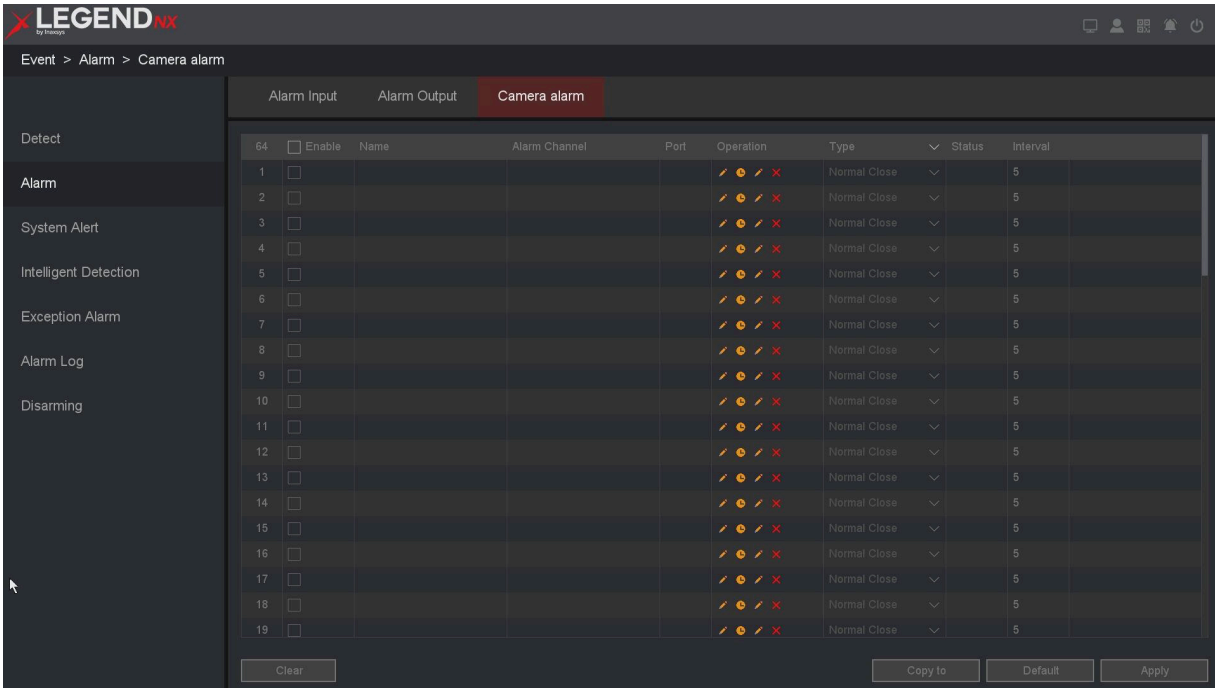 LEGEND NX
by Inaxsys
Event > Alarm > Camera alarm
Alarm Input Alarm Output Camera alarm
Detect
Alarm
System Alert
Intelligent Detection
Exception Alarm
Alarm Log
Disarming
64 Enable Name Alarm Channel Port Operation Type Status Interval
1 Normal Close 5
2 Normal Close 5
3 Normal Close 5
4 Normal Close 5
5 Normal Close 5
6 Normal Close 5
7 Normal Close 5
8 Normal Close 5
9 Normal Close 5
10 Normal Close 5
11 Normal Close 5
12 Normal Close 5
13 Normal Close 5
14 Normal Close 5
15 Normal Close 5
16 Normal Close 5
17 Normal Close 5
18 Normal Close 5
19 Normal Close 5
Clear Copy to Default Apply